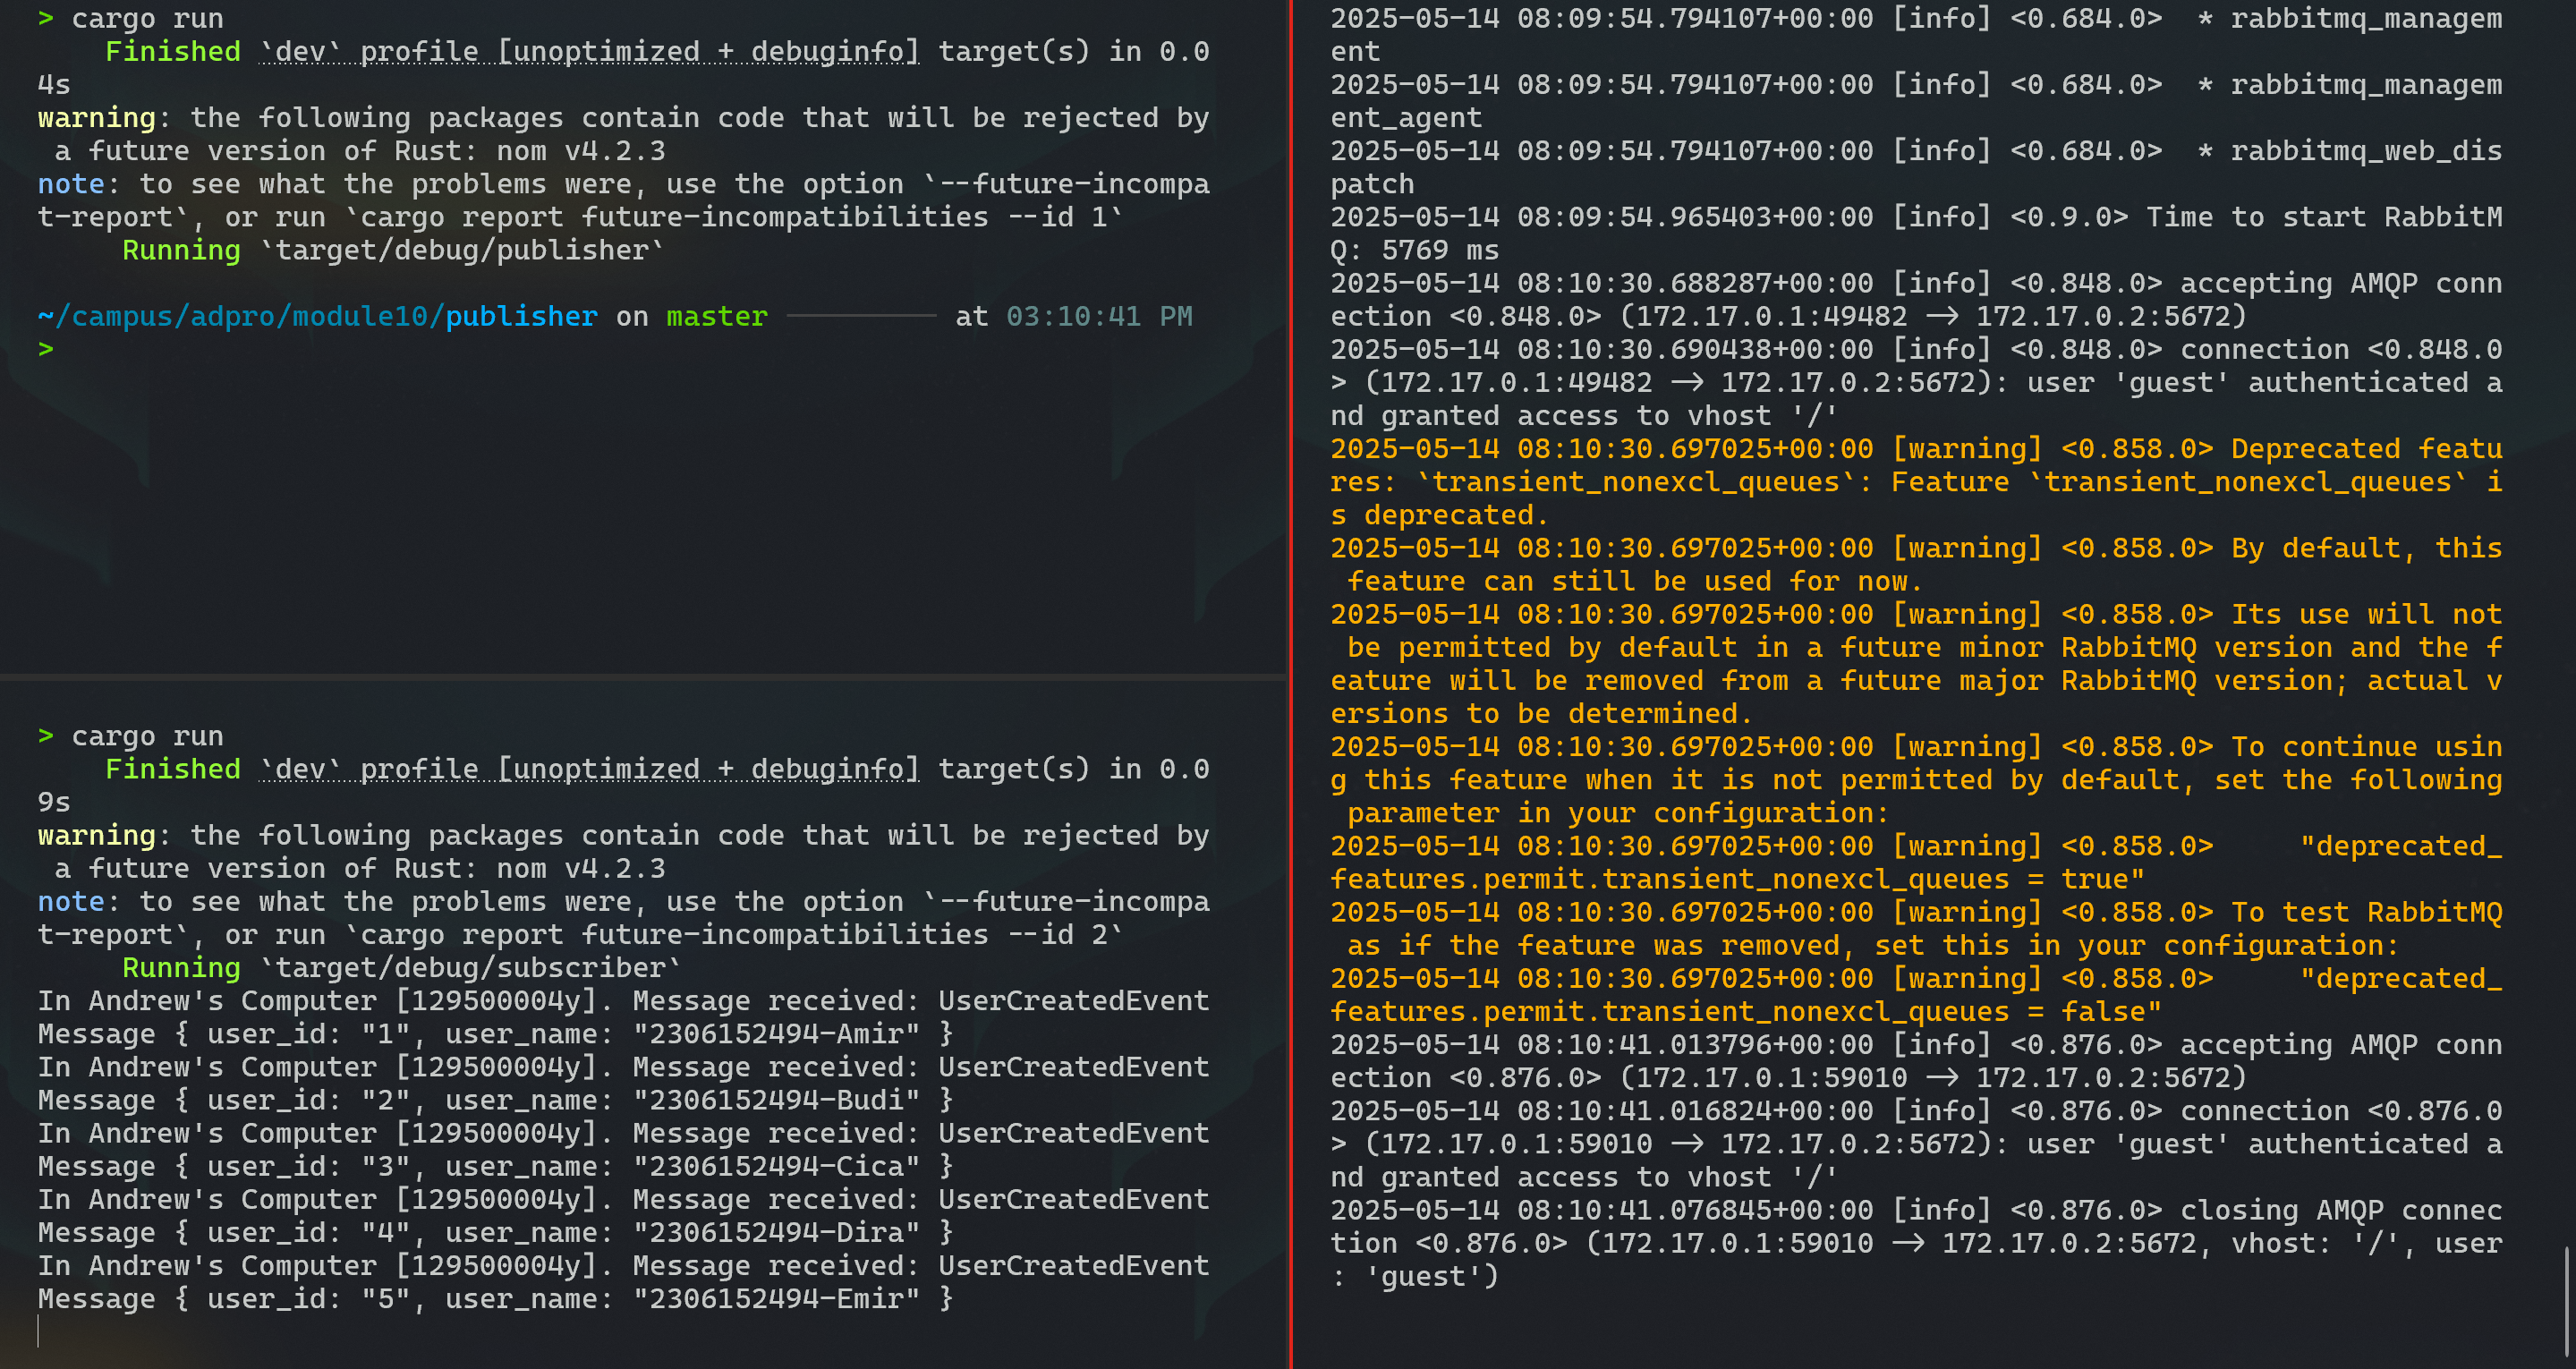 > cargo run
    Finished `dev` profile [unoptimized + debuginfo] target(s) in 0.0
4s
warning: the following packages contain code that will be rejected by
 a future version of Rust: nom v4.2.3
note: to see what the problems were, use the option `--future-incompa
t-report`, or run `cargo report future-incompatibilities --id 1`
     Running `target/debug/publisher`
~/campus/adpro/module10/publisher on master ───────── at 03:10:41 PM
>
> cargo run
    Finished `dev` profile [unoptimized + debuginfo] target(s) in 0.0
9s
warning: the following packages contain code that will be rejected by
 a future version of Rust: nom v4.2.3
note: to see what the problems were, use the option `--future-incompa
t-report`, or run `cargo report future-incompatibilities --id 2`
     Running `target/debug/subscriber`
In Andrew's Computer [129500004y]. Message received: UserCreatedEvent
Message { user_id: "1", user_name: "2306152494-Amir" }
In Andrew's Computer [129500004y]. Message received: UserCreatedEvent
Message { user_id: "2", user_name: "2306152494-Budi" }
In Andrew's Computer [129500004y]. Message received: UserCreatedEvent
Message { user_id: "3", user_name: "2306152494-Cica" }
In Andrew's Computer [129500004y]. Message received: UserCreatedEvent
Message { user_id: "4", user_name: "2306152494-Dira" }
In Andrew's Computer [129500004y]. Message received: UserCreatedEvent
Message { user_id: "5", user_name: "2306152494-Emir" }
2025-05-14 08:09:54.794107+00:00 [info] <0.684.0>  * rabbitmq_managem
ent
2025-05-14 08:09:54.794107+00:00 [info] <0.684.0>  * rabbitmq_managem
ent_agent
2025-05-14 08:09:54.794107+00:00 [info] <0.684.0>  * rabbitmq_web_dis
patch
2025-05-14 08:09:54.965403+00:00 [info] <0.9.0> Time to start RabbitM
Q: 5769 ms
2025-05-14 08:10:30.688287+00:00 [info] <0.848.0> accepting AMQP conn
ection <0.848.0> (172.17.0.1:49482 -> 172.17.0.2:5672)
2025-05-14 08:10:30.690438+00:00 [info] <0.848.0> connection <0.848.0
> (172.17.0.1:49482 -> 172.17.0.2:5672): user 'guest' authenticated a
nd granted access to vhost '/'
2025-05-14 08:10:30.697025+00:00 [warning] <0.858.0> Deprecated featu
res: `transient_nonexcl_queues`: Feature `transient_nonexcl_queues` i
s deprecated.
2025-05-14 08:10:30.697025+00:00 [warning] <0.858.0> By default, this
 feature can still be used for now.
2025-05-14 08:10:30.697025+00:00 [warning] <0.858.0> Its use will not
 be permitted by default in a future minor RabbitMQ version and the f
eature will be removed from a future major RabbitMQ version; actual v
ersions to be determined.
2025-05-14 08:10:30.697025+00:00 [warning] <0.858.0> To continue usin
g this feature when it is not permitted by default, set the following
 parameter in your configuration:
2025-05-14 08:10:30.697025+00:00 [warning] <0.858.0>     "deprecated_
features.permit.transient_nonexcl_queues = true"
2025-05-14 08:10:30.697025+00:00 [warning] <0.858.0> To test RabbitMQ
 as if the feature was removed, set this in your configuration:
2025-05-14 08:10:30.697025+00:00 [warning] <0.858.0>     "deprecated_
features.permit.transient_nonexcl_queues = false"
2025-05-14 08:10:41.013796+00:00 [info] <0.876.0> accepting AMQP conn
ection <0.876.0> (172.17.0.1:59010 -> 172.17.0.2:5672)
2025-05-14 08:10:41.016824+00:00 [info] <0.876.0> connection <0.876.0
> (172.17.0.1:59010 -> 172.17.0.2:5672): user 'guest' authenticated a
nd granted access to vhost '/'
2025-05-14 08:10:41.076845+00:00 [info] <0.876.0> closing AMQP connec
tion <0.876.0> (172.17.0.1:59010 -> 172.17.0.2:5672, vhost: '/', user
: 'guest')